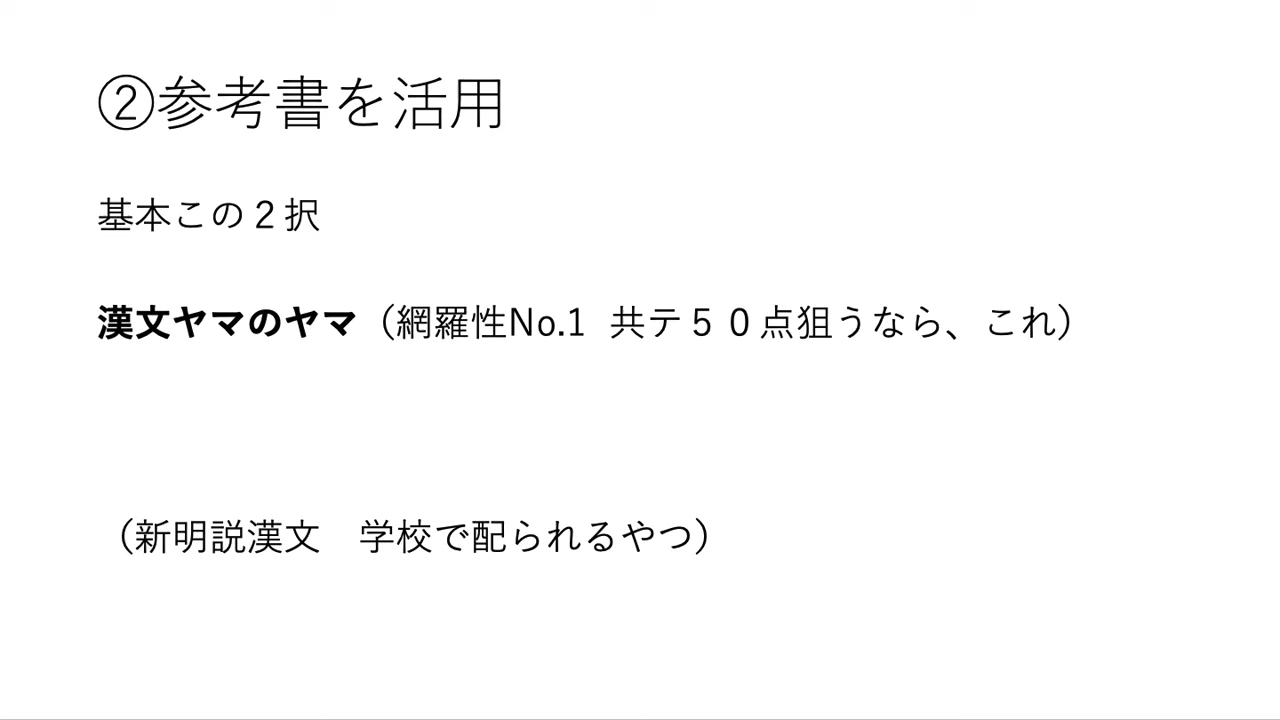 ②参考書を活用
基本この２択
漢文ヤマのヤマ（網羅性No.1 共テ５０点狙うなら、これ）
（新明説漢文　学校で配られるやつ）